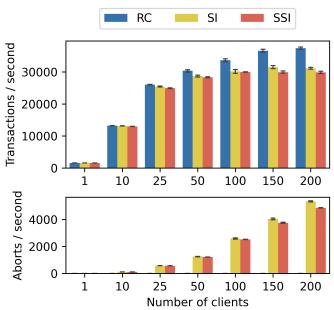 RC SI SSI
Transactions / second
30000
20000
10000
0
1 10 25 50 100 150 200
Aborts / second
4000
2000
0
1 10 25 50 100 150 200
Number of clients